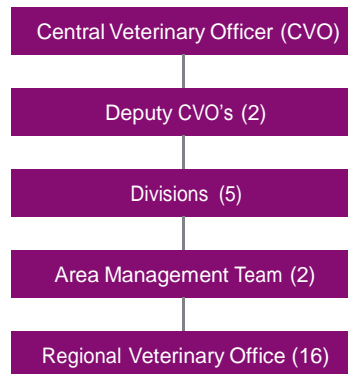 Central Veterinary Officer (CVO)
Deputy CVO's (2)
Divisions (5)
Area Management Team (2)
Regional Veterinary Office (16)